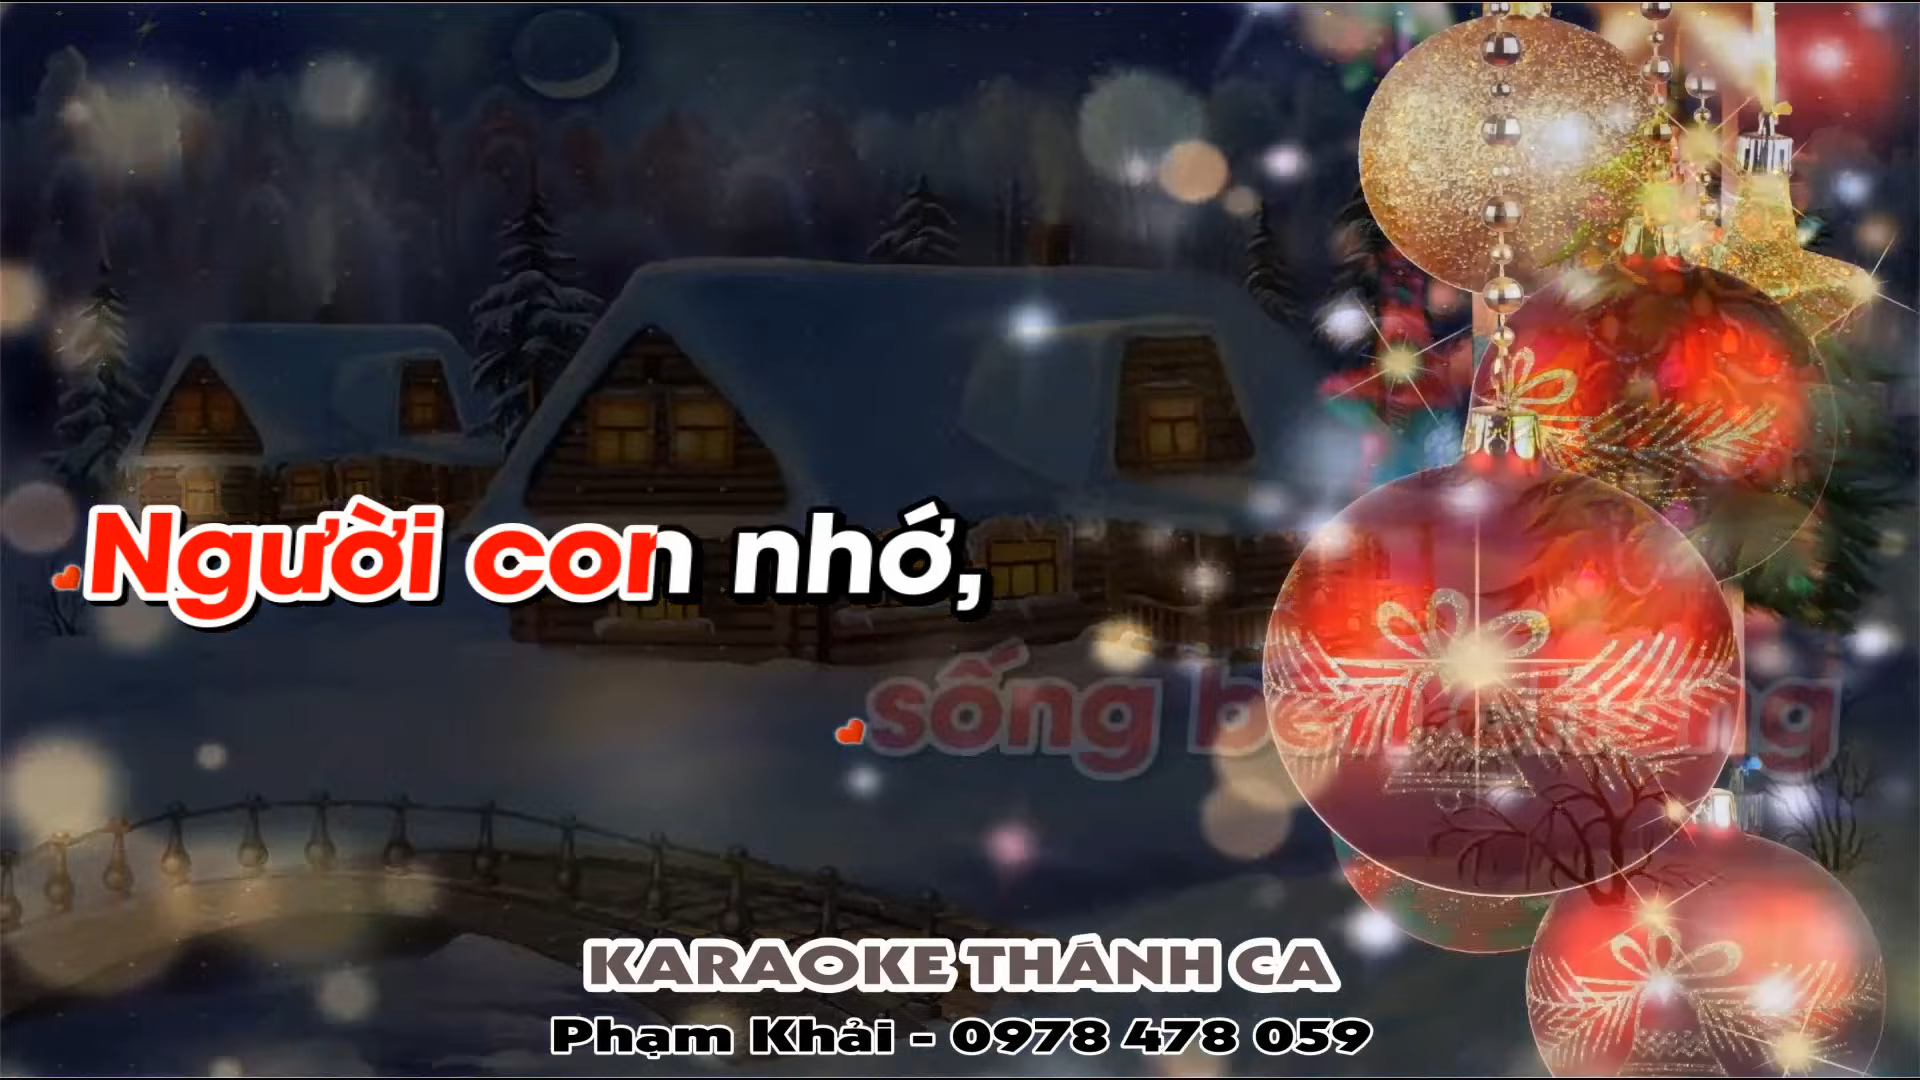 Người con nhớ,
sống
KARAOKE THÁNH CA
Phạm Khải - 0978 478 059